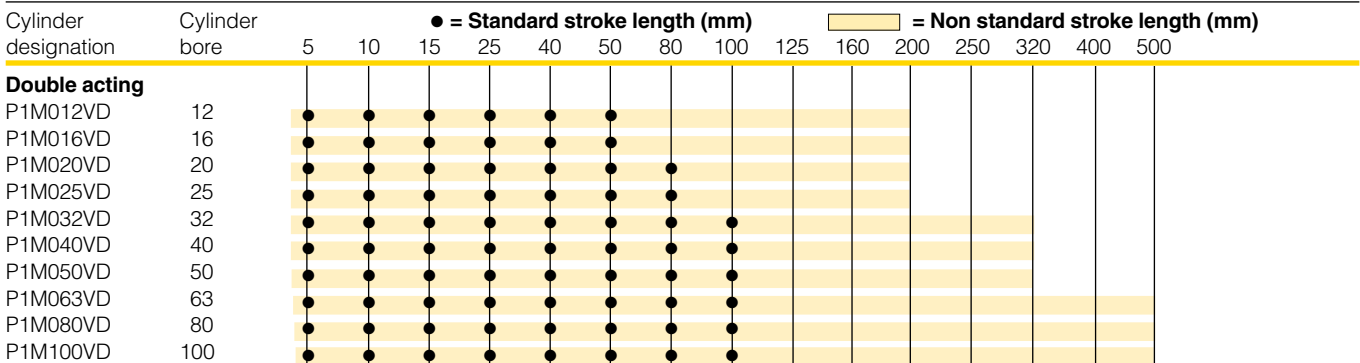 Cylinder Cylinder ● = Standard stroke length (mm) = Non standard stroke length (mm)
designation bore 5 10 15 25 40 50 80 100 125 160 200 250 320 400 500
Double acting
P1M012VD 12
P1M016VD 16
P1M020VD 20
P1M025VD 25
P1M032VD 32
P1M040VD 40
P1M050VD 50
P1M063VD 63
P1M080VD 80
P1M100VD 100